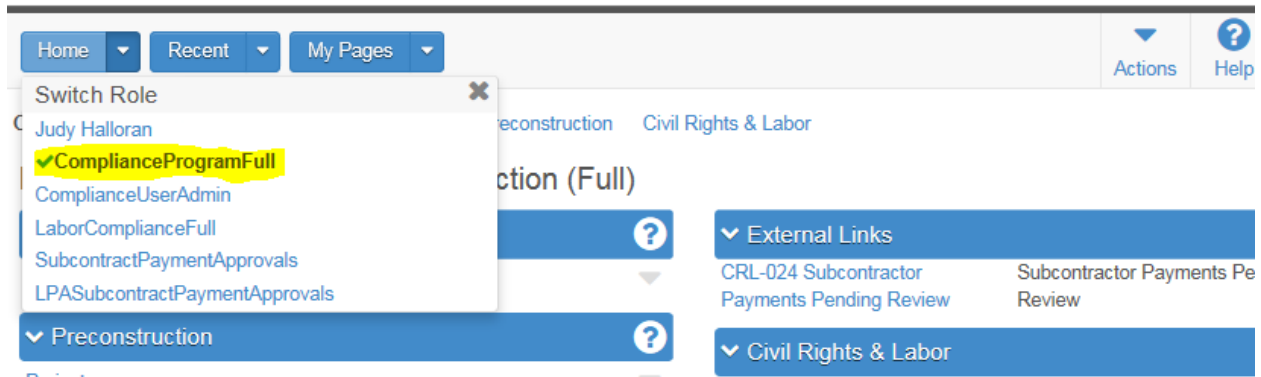 Home Recent My Pages Actions Help
Switch Role
Judy Halloran
econstruction Civil Rights & Labor
ComplianceProgramFull
ction (Full)
ComplianceUserAdmin
LaborComplianceFull
External Links
SubcontractPaymentApprovals
CRL-024 Subcontractor Subcontractor Payments Pe
LPASubcontractPaymentApprovals
Payments Pending Review Review
Preconstruction
Civil Rights & Labor